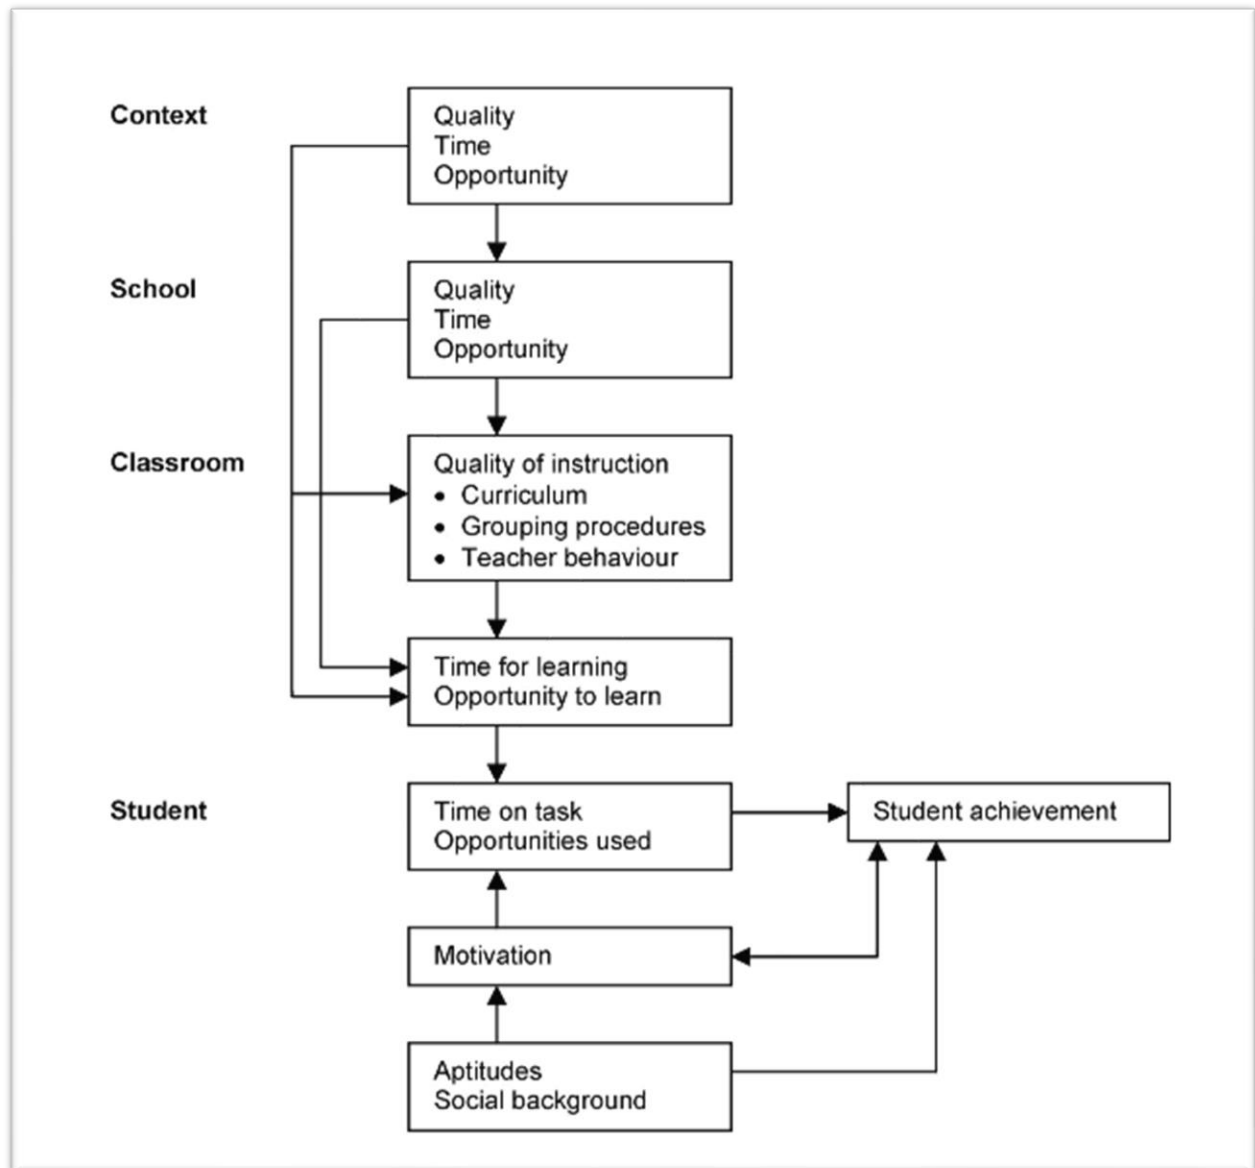 Context
Quality
Time
Opportunity
School
Quality
Time
Opportunity
Classroom
Quality of instruction
• Curriculum
• Grouping procedures
• Teacher behaviour
Time for learning
Opportunity to learn
Student
Time on task
Opportunities used
Student achievement
Motivation
Aptitudes
Social background